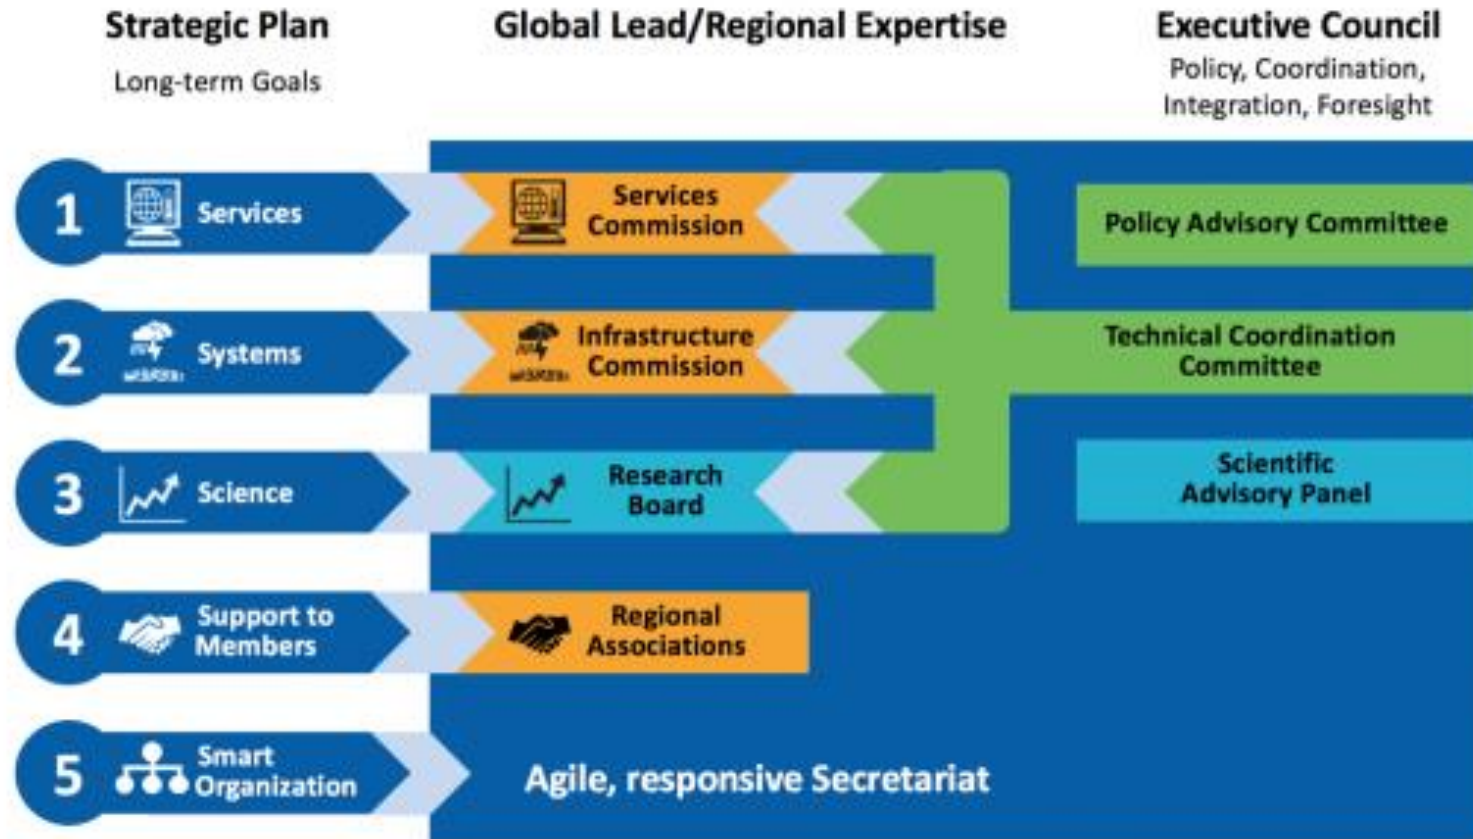 Strategic Plan
Long-term Goals
Global Lead/Regional Expertise
Executive Council
Policy, Coordination,
Integration, Foresight
1
Services
Services
Commission
Policy Advisory Committee
2
Systems
Infrastructure
Commission
Technical Coordination
Committee
3
Science
Research
Board
Scientific
Advisory Panel
4
Support to
Members
Regional
Associations
5
Smart
Organization
Agile, responsive Secretariat